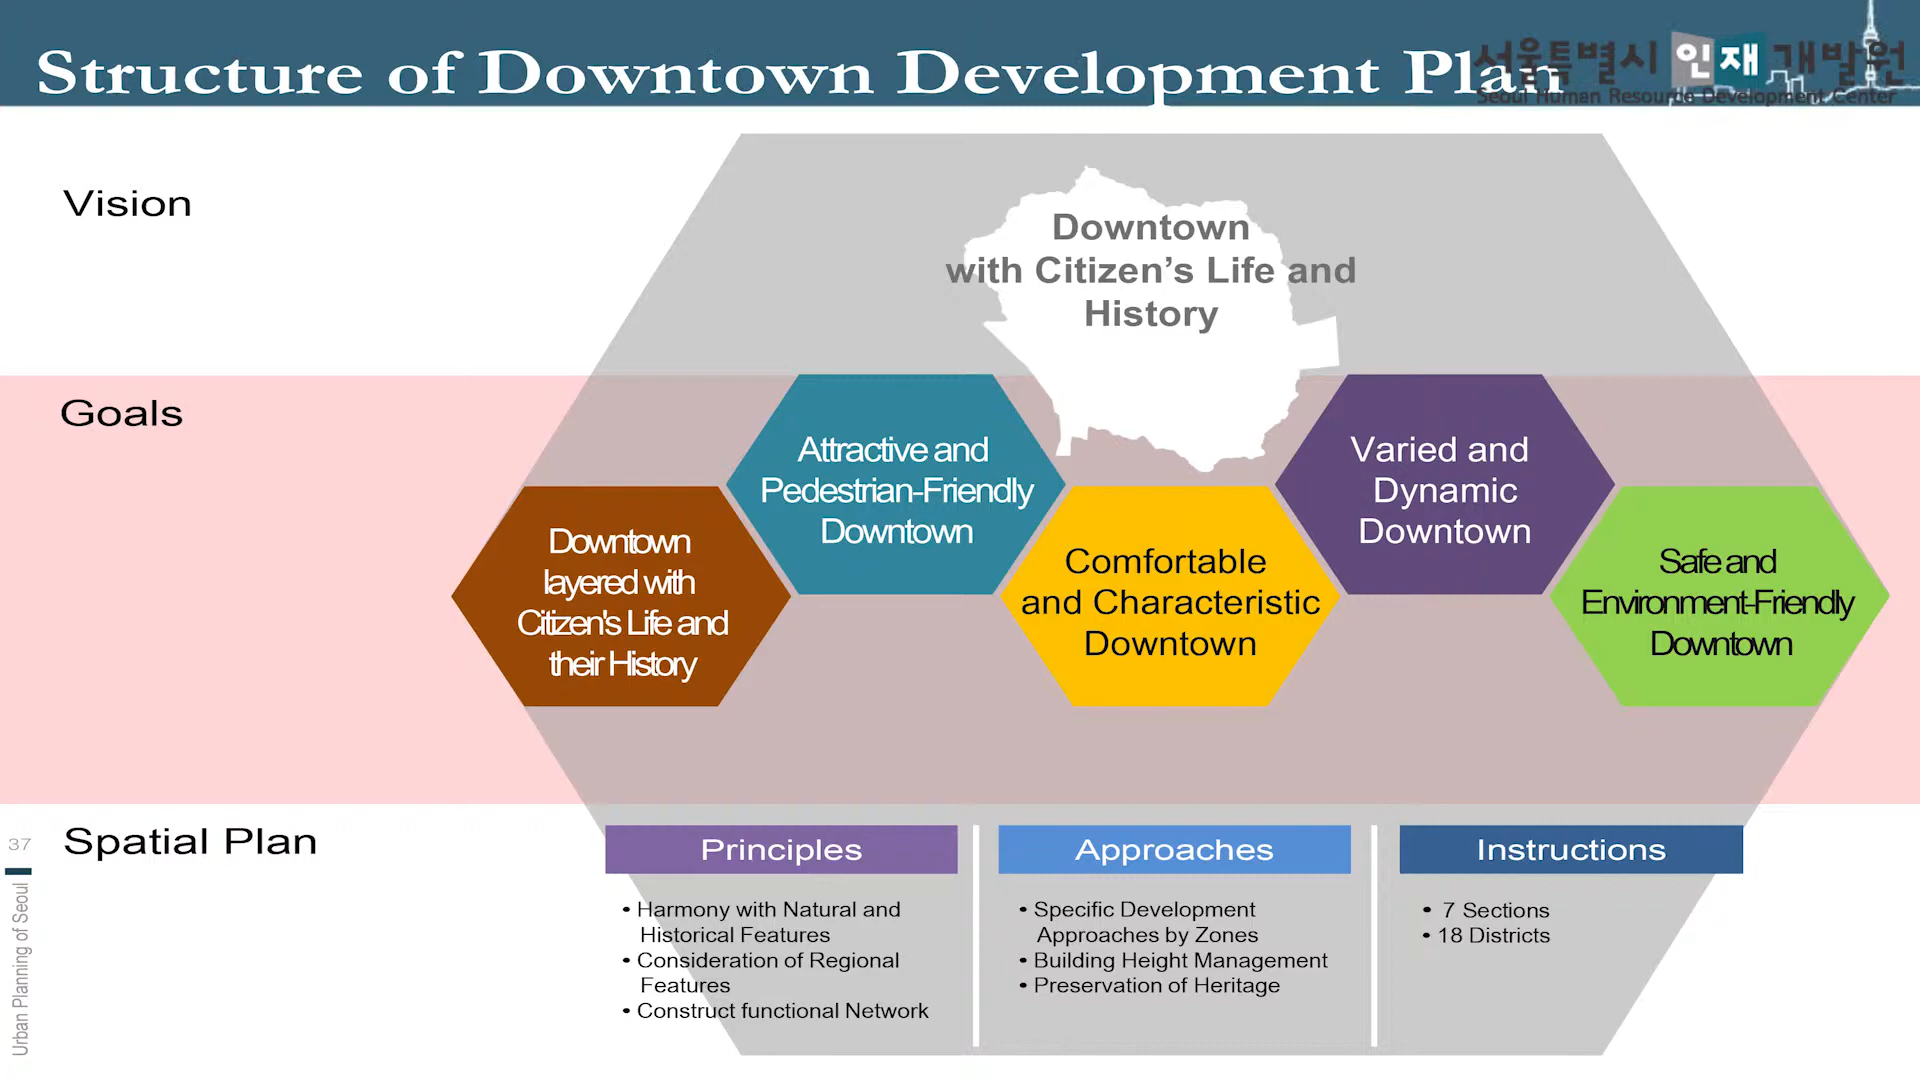 Structure of Downtown Development Plan
서울특별시 인재개발원
Seoul Human Resource Development Center
Vision
Downtown
with Citizen’s Life and
History
Goals
Downtown
layered with
Citizen's Life and
their History
Attractive and
Pedestrian-Friendly
Downtown
Comfortable
and Characteristic
Downtown
Varied and
Dynamic
Downtown
Safe and
Environment-Friendly
Downtown
Spatial Plan
Principles
• Harmony with Natural and
Historical Features
• Consideration of Regional
Features
• Construct functional Network
Approaches
• Specific Development
Approaches by Zones
• Building Height Management
• Preservation of Heritage
Instructions
• 7 Sections
• 18 Districts
37
Urban Planning of Seoul